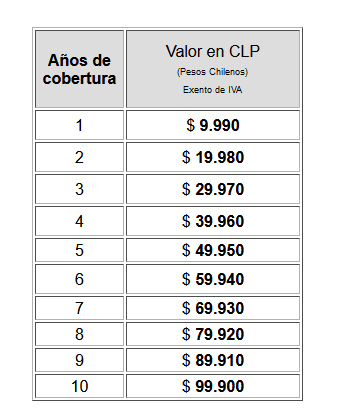 Años de cobertura
Valor en CLP
(Pesos Chilenos)
Exento de IVA
1 $ 9.990
2 $ 19.980
3 $ 29.970
4 $ 39.960
5 $ 49.950
6 $ 59.940
7 $ 69.930
8 $ 79.920
9 $ 89.910
10 $ 99.900